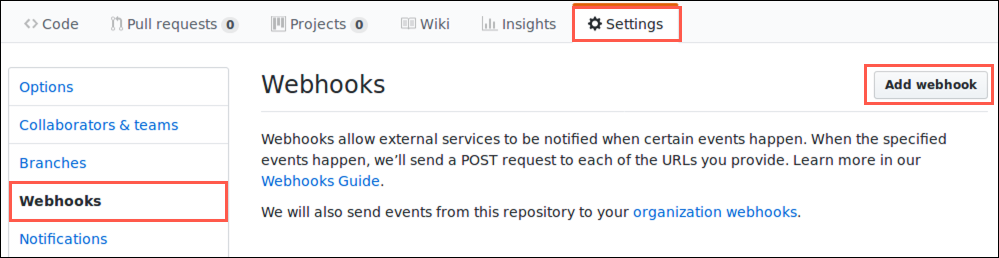 Code Pull requests 0 Projects 0 Wiki Insights Settings
Options
Collaborators & teams
Branches
Webhooks
Notifications
Webhooks
Add webhook
Webhooks allow external services to be notified when certain events happen. When the specified
events happen, we’ll send a POST request to each of the URLs you provide. Learn more in our
Webhooks Guide.
We will also send events from this repository to your organization webhooks.